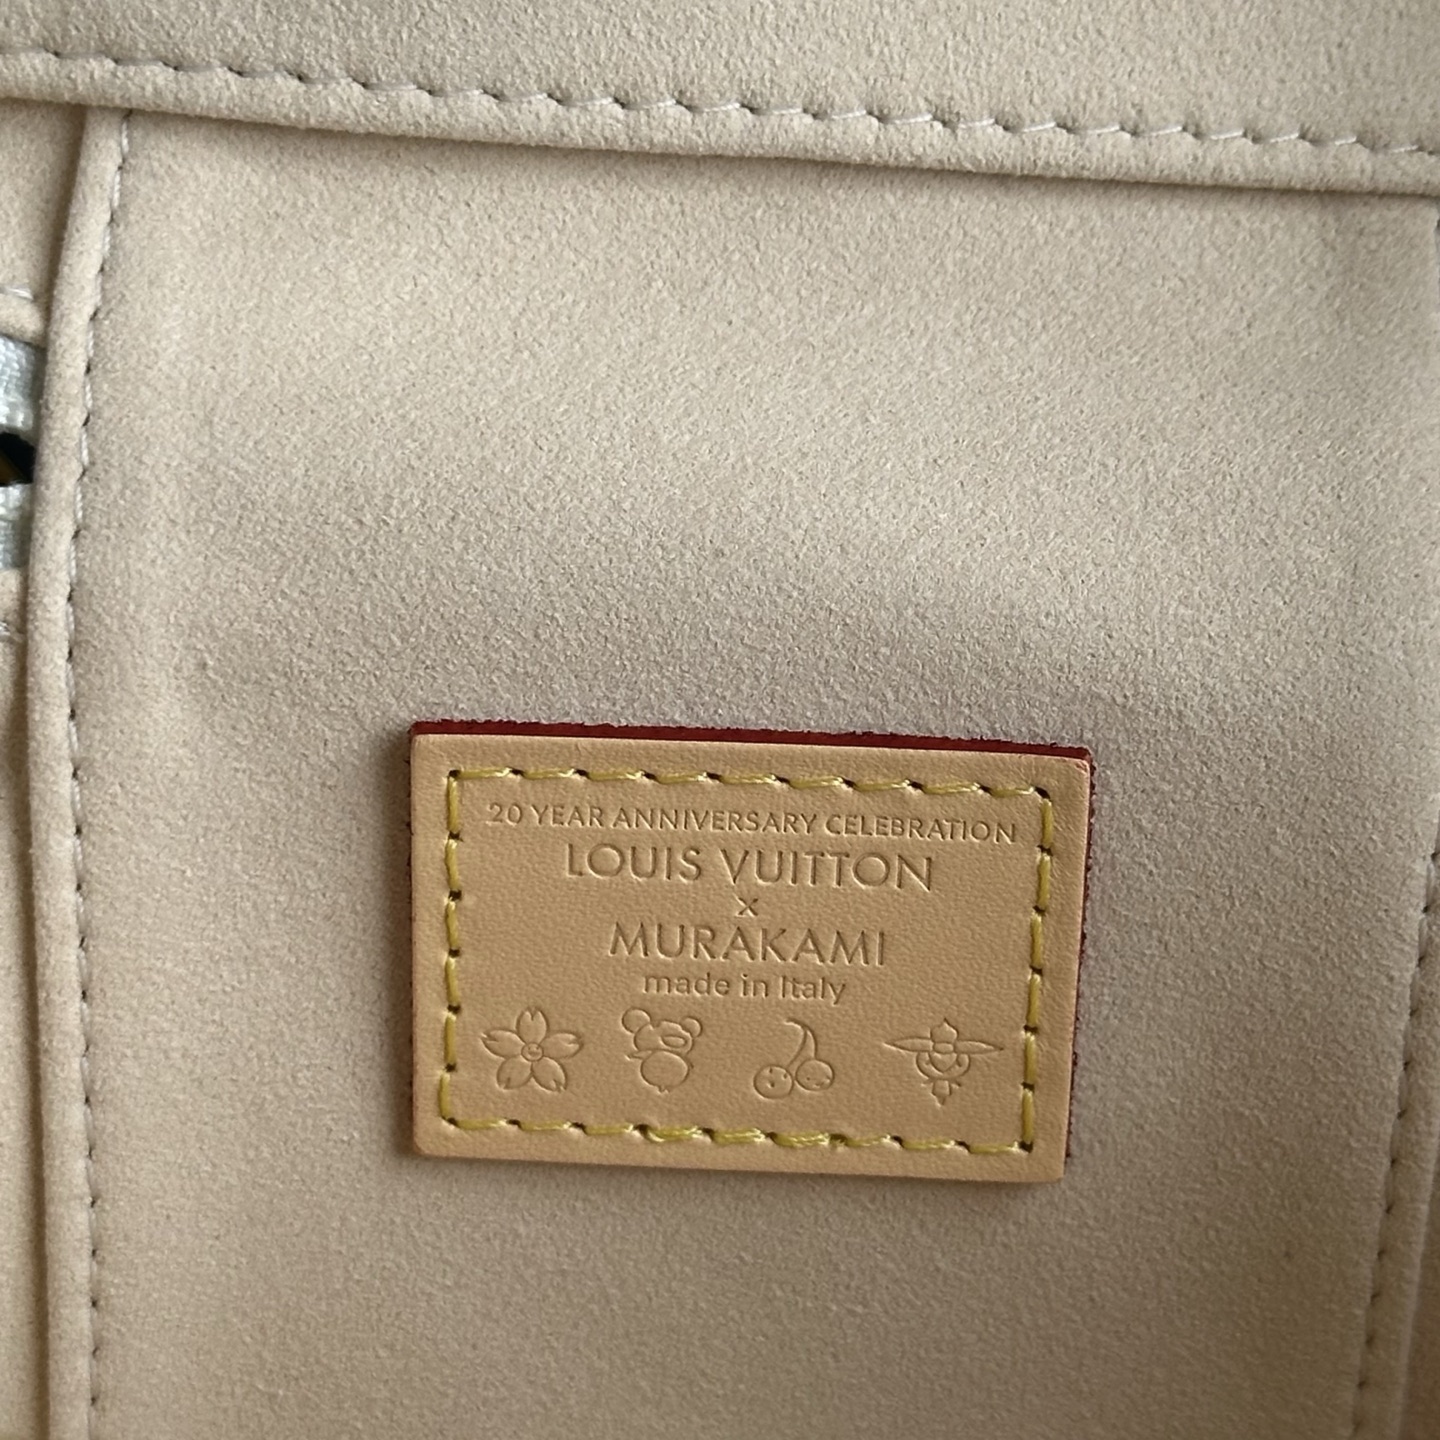 20 YEAR ANNIVERSARY CELEBRATION
LOUIS VUITTON
x
MURAKAMI
made in Italy